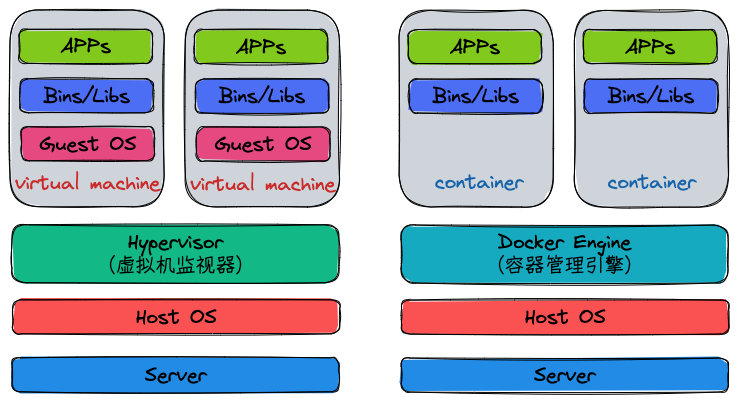 APPs
Bins/Libs
Guest OS
virtual machine
APPs
Bins/Libs
Guest OS
virtual machine
Hypervisor
(虚拟机监视器)
Host OS
Server
APPs
Bins/Libs
container
APPs
Bins/Libs
container
Docker Engine
(容器管理引擎)
Host OS
Server